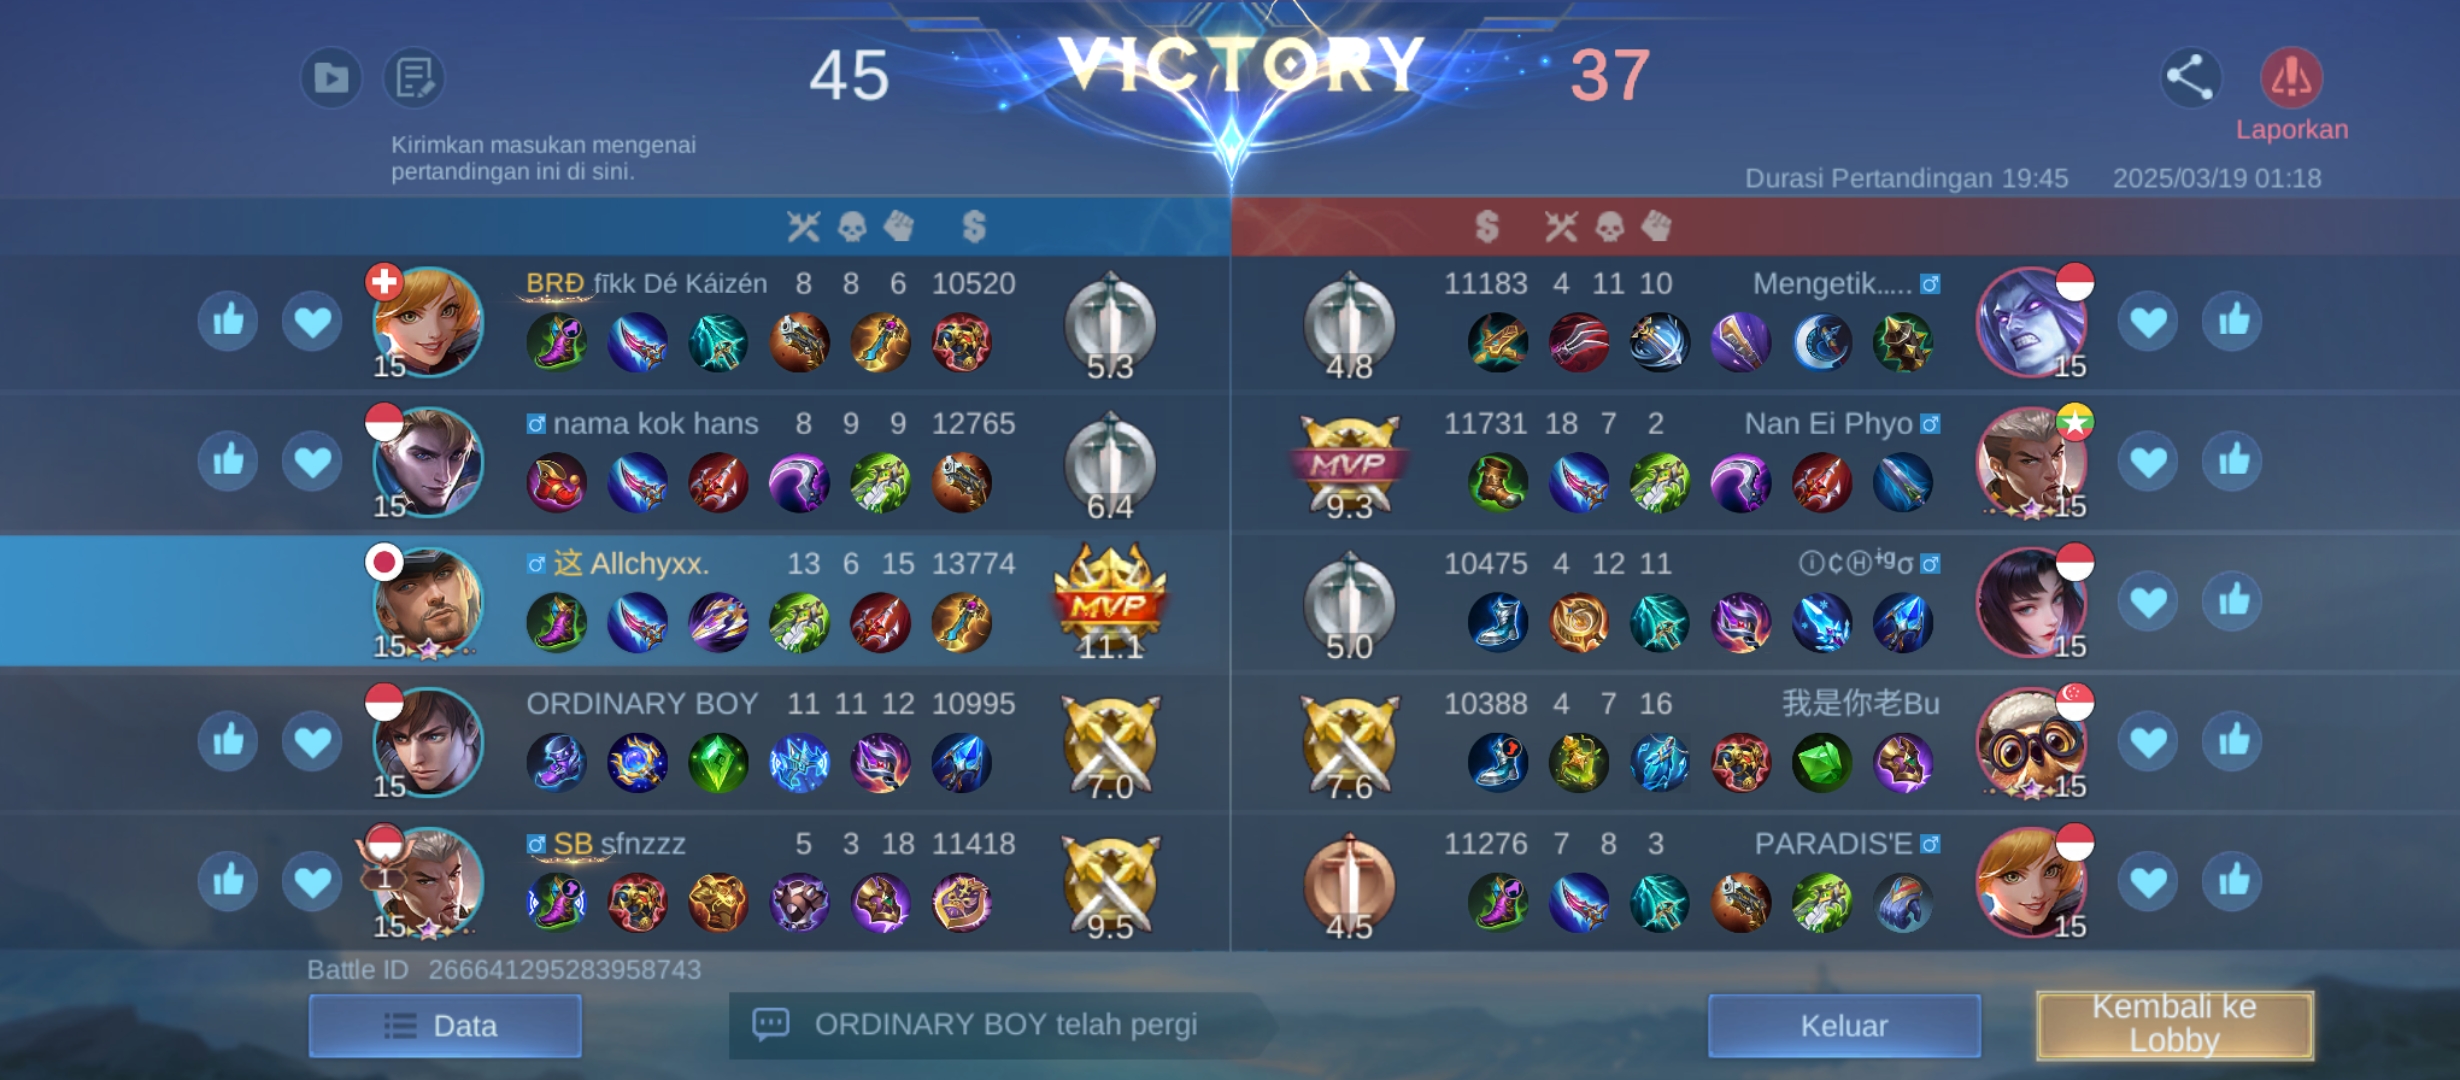 45 VICTORY 37
Laporkan
Kirimkan masukan mengenai
pertandingan ini di sini.
Durasi Pertandingan 19:45 2025/03/19 01:18
BRĐ fīkk Dé Káizén 8 8 6 10520
15 5.3
11183 4 11 10 Mengetik.....
4.8 15
nama kok hans 8 9 9 12765
15 6.4
11731 18 7 2 Nan Ei Phyo
MVP
9.3 15
这 Allchyxx. 13 6 15 13774
MVP
15 11.1
10475 4 12 11 ⓘ¢Ⓗ⁺ᶢσ
5.0 15
ORDINARY BOY 11 11 12 10995
15 7.0
10388 4 7 16 我是你老Bu
7.6 15
SB sfnzzz 5 3 18 11418
1
15 9.5
11276 7 8 3 PARADIS'E
4.5 15
Battle ID 266641295283958743
Data
ORDINARY BOY telah pergi
Keluar
Kembali ke
Lobby